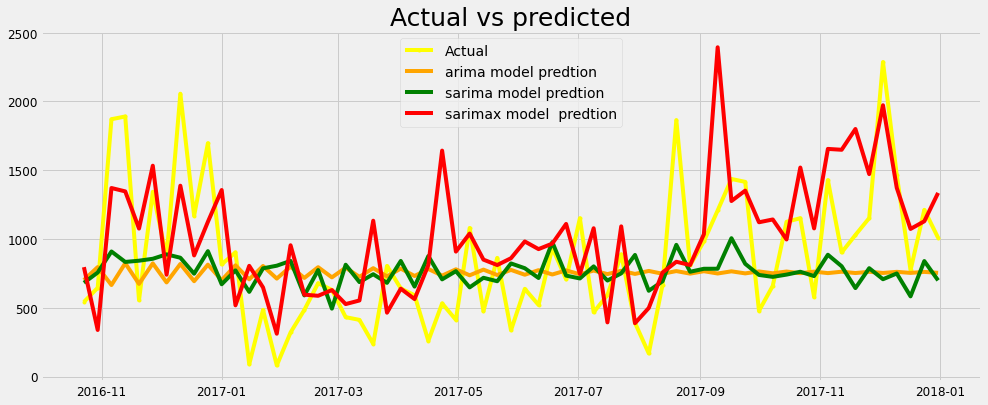 Actual vs predicted
Actual
arima model predtion
sarima model predtion
sarimax model  predtion
2500
2000
1500
1000
500
0
2016-11 2017-01 2017-03 2017-05 2017-07 2017-09 2017-11 2018-01